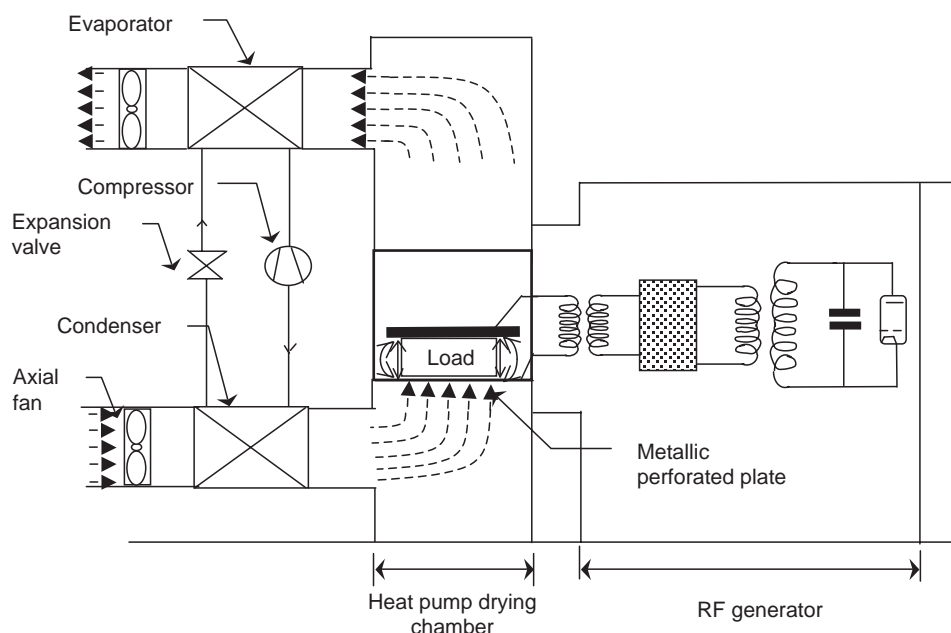 Evaporator
Compressor
Expansion
valve
Condenser
Load
Axial
fan
Metallic
perforated plate
Heat pump drying
chamber
RF generator